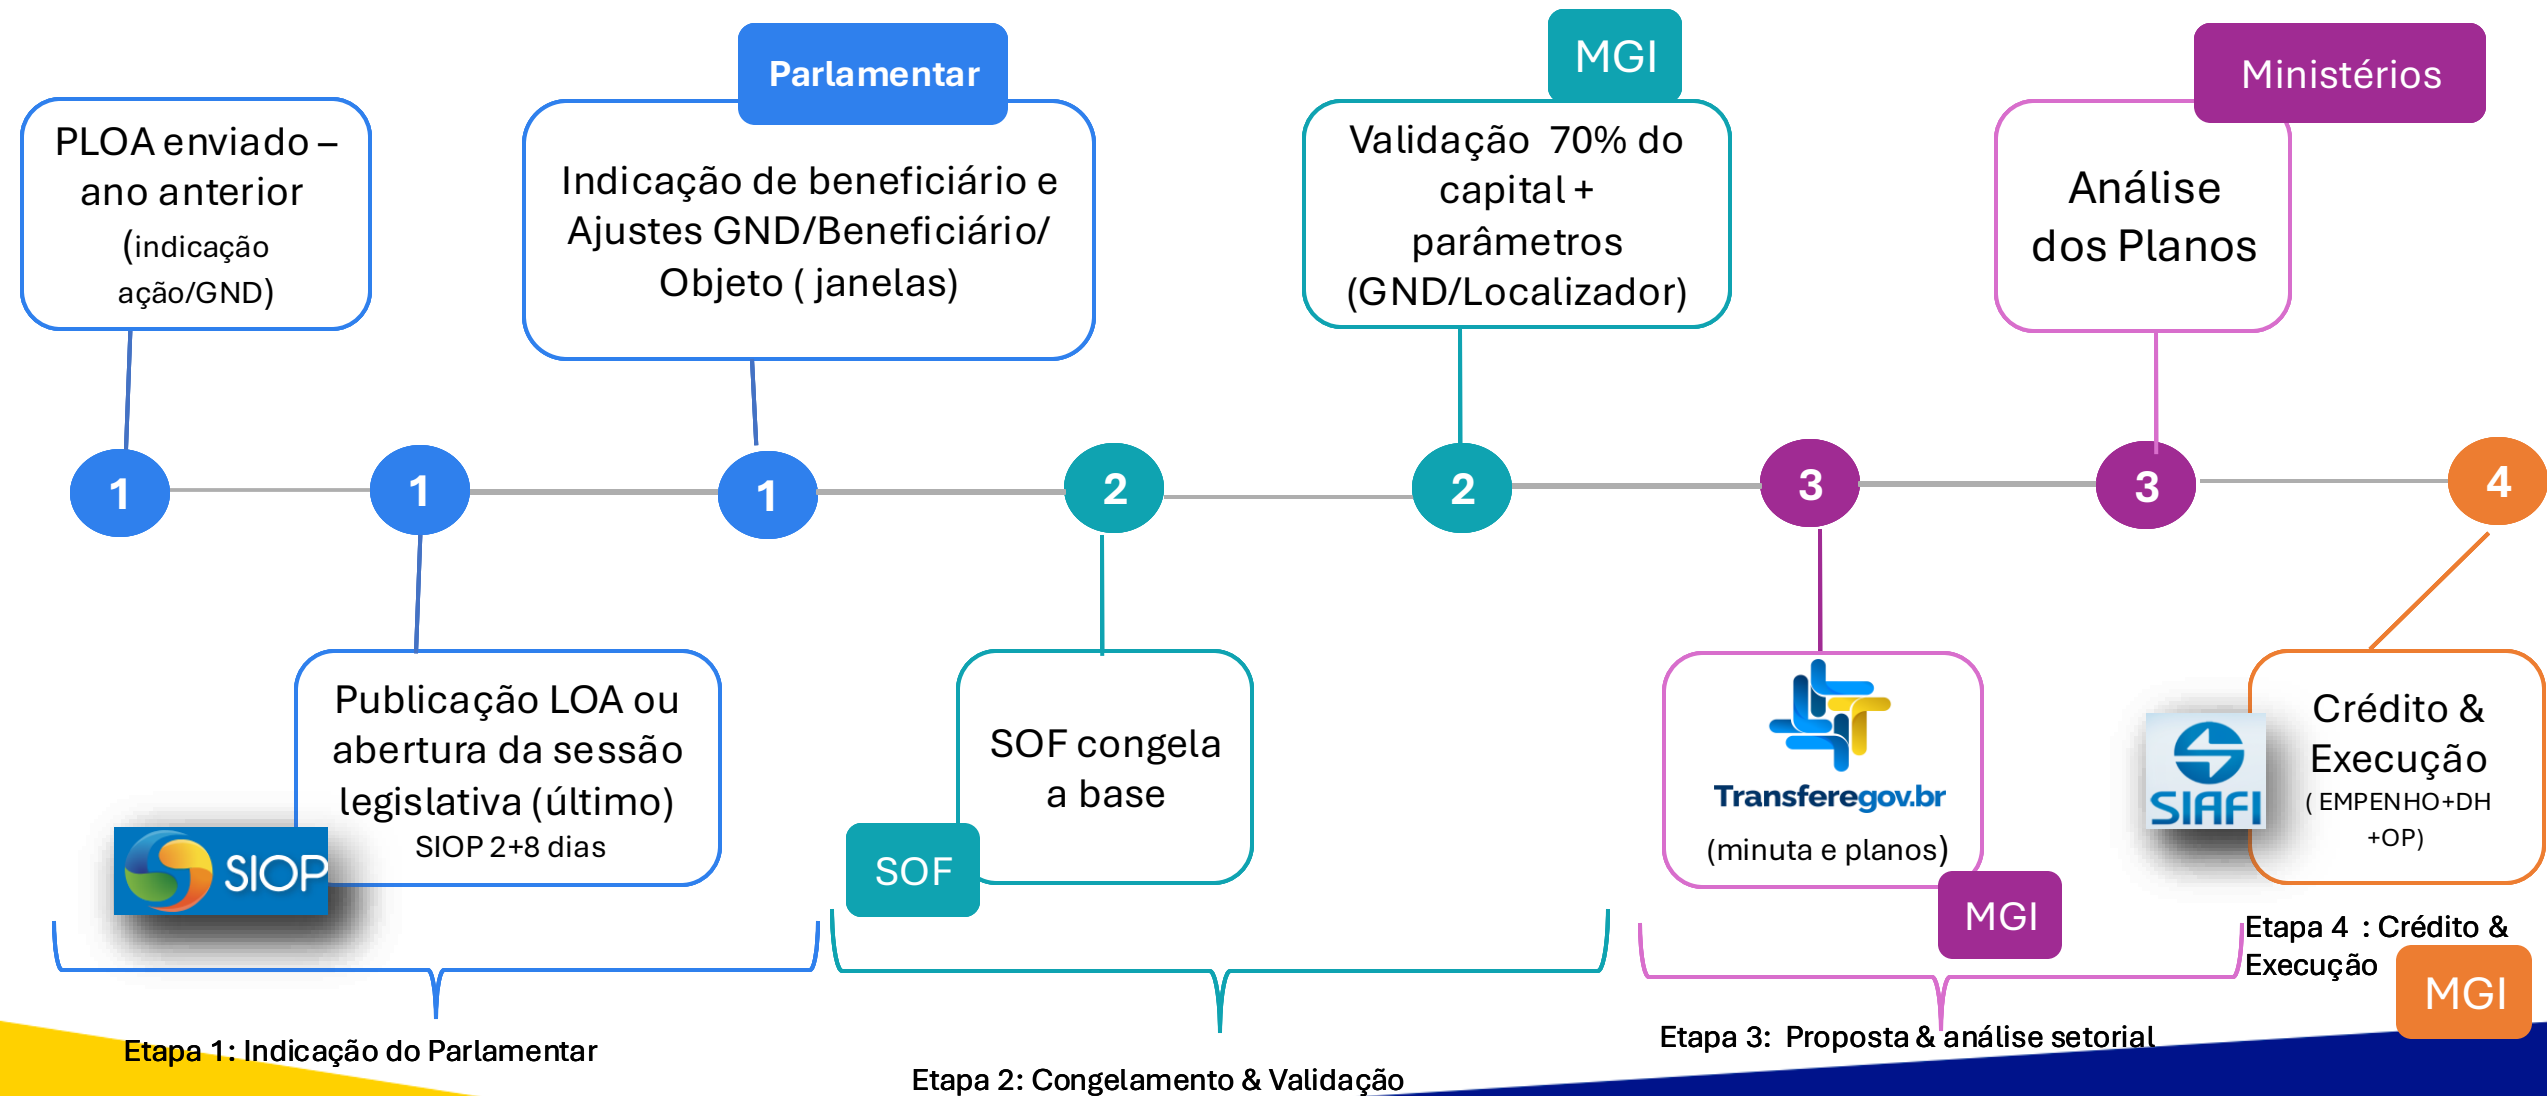 Parlamentar
MGI
Ministérios
PLOA enviado –
ano anterior
(indicação
ação/GND)
Indicação de beneficiário e
Ajustes GND/Beneficiário/
Objeto ( janelas)
Validação 70% do
capital +
parâmetros
(GND/Localizador)
Análise
dos Planos
1
1
1
2
2
3
3
4
Publicação LOA ou
abertura da sessão
legislativa (último)
SIOP 2+8 dias
SIOP
SOF congela
a base
SOF
Transferegov.br
(minuta e planos)
MGI
Crédito &
Execução
( EMPENHO+DH
+OP)
SIAFI
Etapa 1: Indicação do Parlamentar
Etapa 2: Congelamento & Validação
Etapa 3: Proposta & análise setorial
Etapa 4 : Crédito &
Execução
MGI